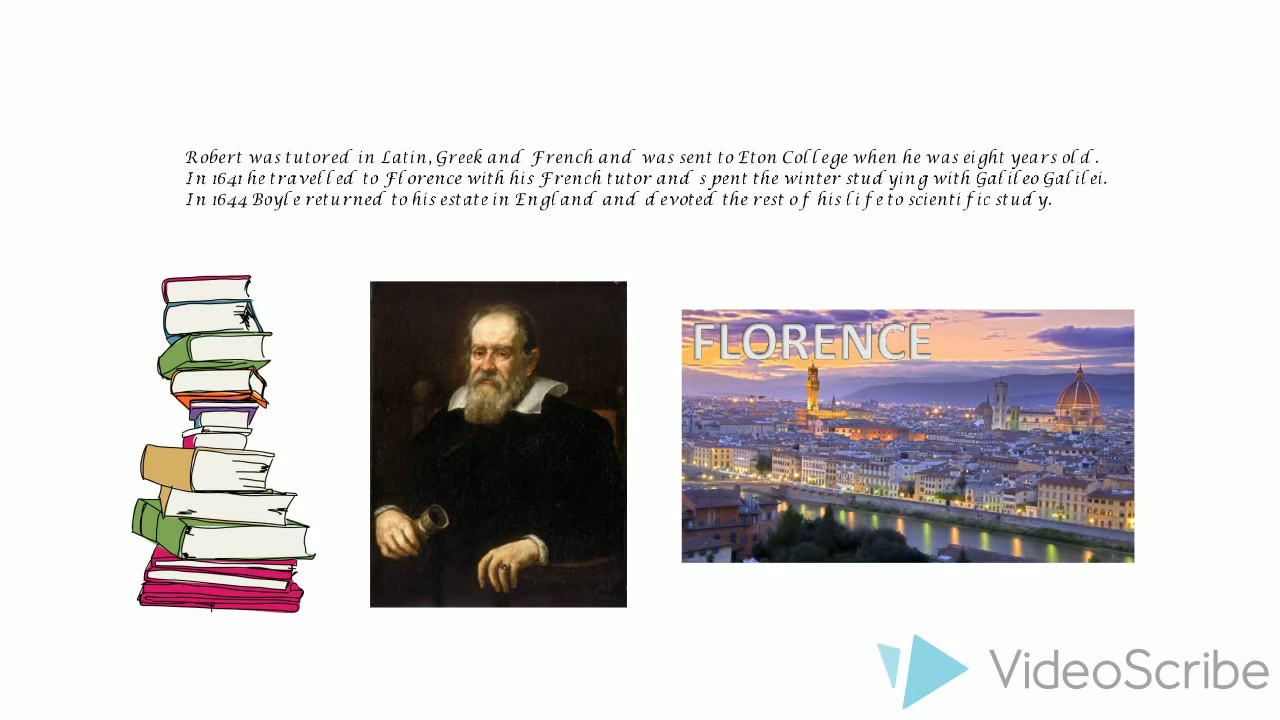 Robert was tutored in Latin, Greek and French and was sent to Eton College when he was eight years old.
In 1641 he travelled to Florence with his French tutor and spent the winter studying with Galileo Galilei.
In 1644 Boyle returned to his estate in England and devoted the rest of his life to scientific study.
FLORENCE
VideoScribe